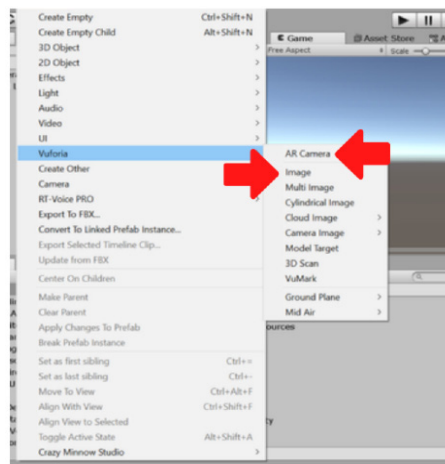 Create Empty Ctrl+Shift+N
Create Empty Child Alt+Shift+N
3D Object >
2D Object >
Effects >
Light >
Audio >
Video >
UI >
Vuforia
Create Other
Camera
RT-Voice PRO
Export To FBX...
Convert To Linked Prefab Instance...
Export Selected Timeline Clip...
Update from FBX
Center On Children
Make Parent
Clear Parent
Apply Changes To Prefab
Break Prefab Instance
Set as first sibling Ctrl+=
Set as last sibling Ctrl+-
Move To View Ctrl+Alt+F
Align With View Ctrl+Shift+F
Align View to Selected
Toggle Active State Alt+Shift+A
Crazy Minnow Studio >
Game Asset Store
Free Aspect Scale
AR Camera
Image
Multi Image
Cylindrical Image
Cloud Image >
Camera Image >
Model Target
3D Scan
VuMark
Ground Plane >
Mid Air >
ources